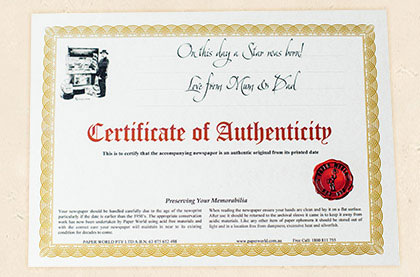 On this day a Star was born!
Love from Mum & Dad
Certificate of Authenticity
This is to certify that the accompanying newspaper is an authentic original from its printed date
Preserving Your Memorabilia
Your newspaper should be handled carefully due to the age of the newsprint
particularly if the date is earlier than the 1950's. The appropriate conservation
work has now been undertaken by Paper World using acid free materials and
with the correct care your newspaper will maintain in near to its existing
condition for decades to come.
When reading the newspaper ensure your hands are clean and lay it on a flat surface.
After use it should be returned to the archival sleeve it came in to keep it away from
acidic materials. Like any other item of paper ephemera it should be stored out of
light and in a location free from dampness, excessive heat and silverfish.
PAPER WORLD PTY LTD A.B.N. 62 073 652 498 www.paperworld.com.au Free Call: 1800 811 755